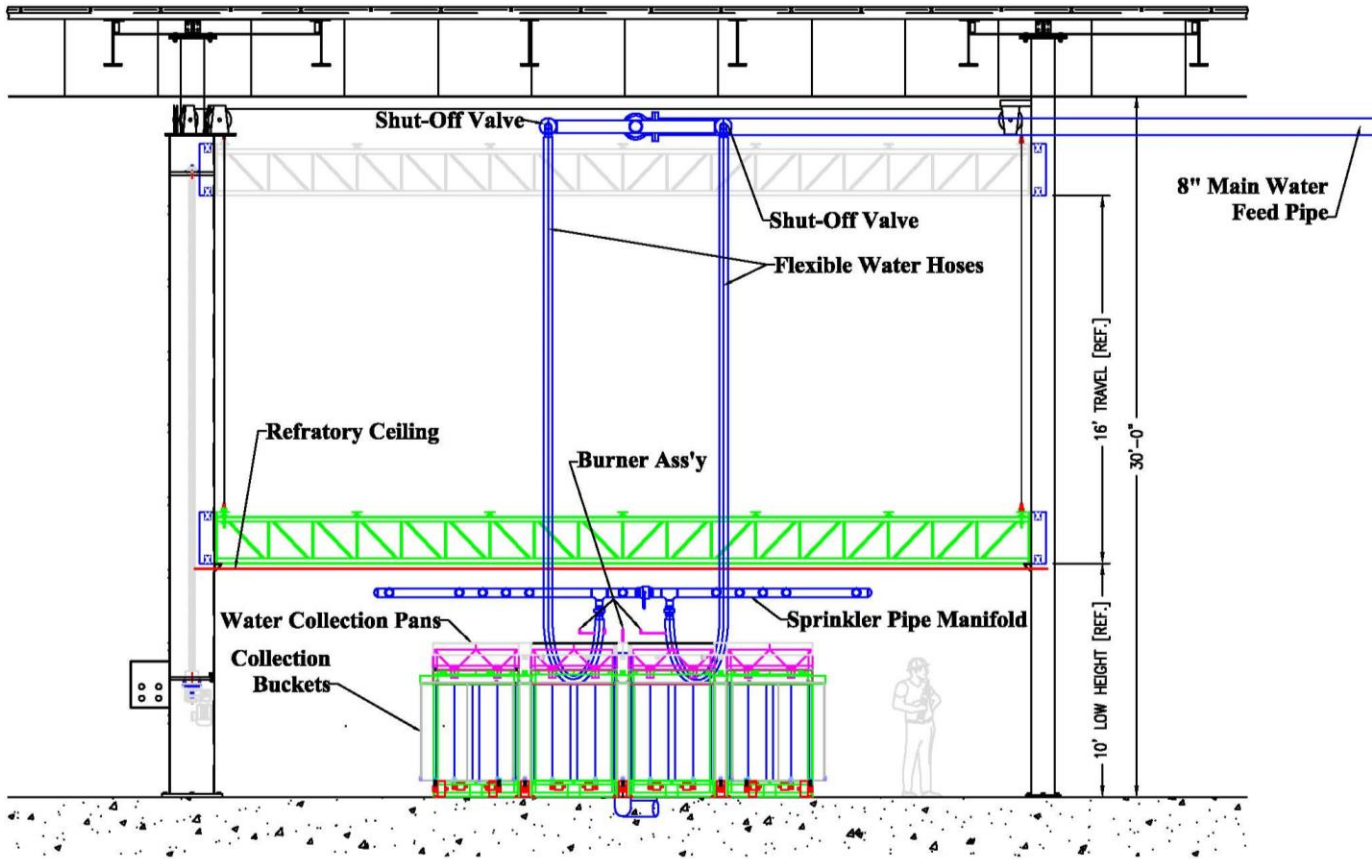 Shut-Off Valve
8" Main Water
Feed Pipe
Shut-Off Valve
Flexible Water Hoses
16' TRAVEL [REF.]
30'-0"
Refratory Ceiling
Burner Ass'y
Water Collection Pans
Sprinkler Pipe Manifold
Collection
Buckets
10' LOW HEIGHT [REF.]